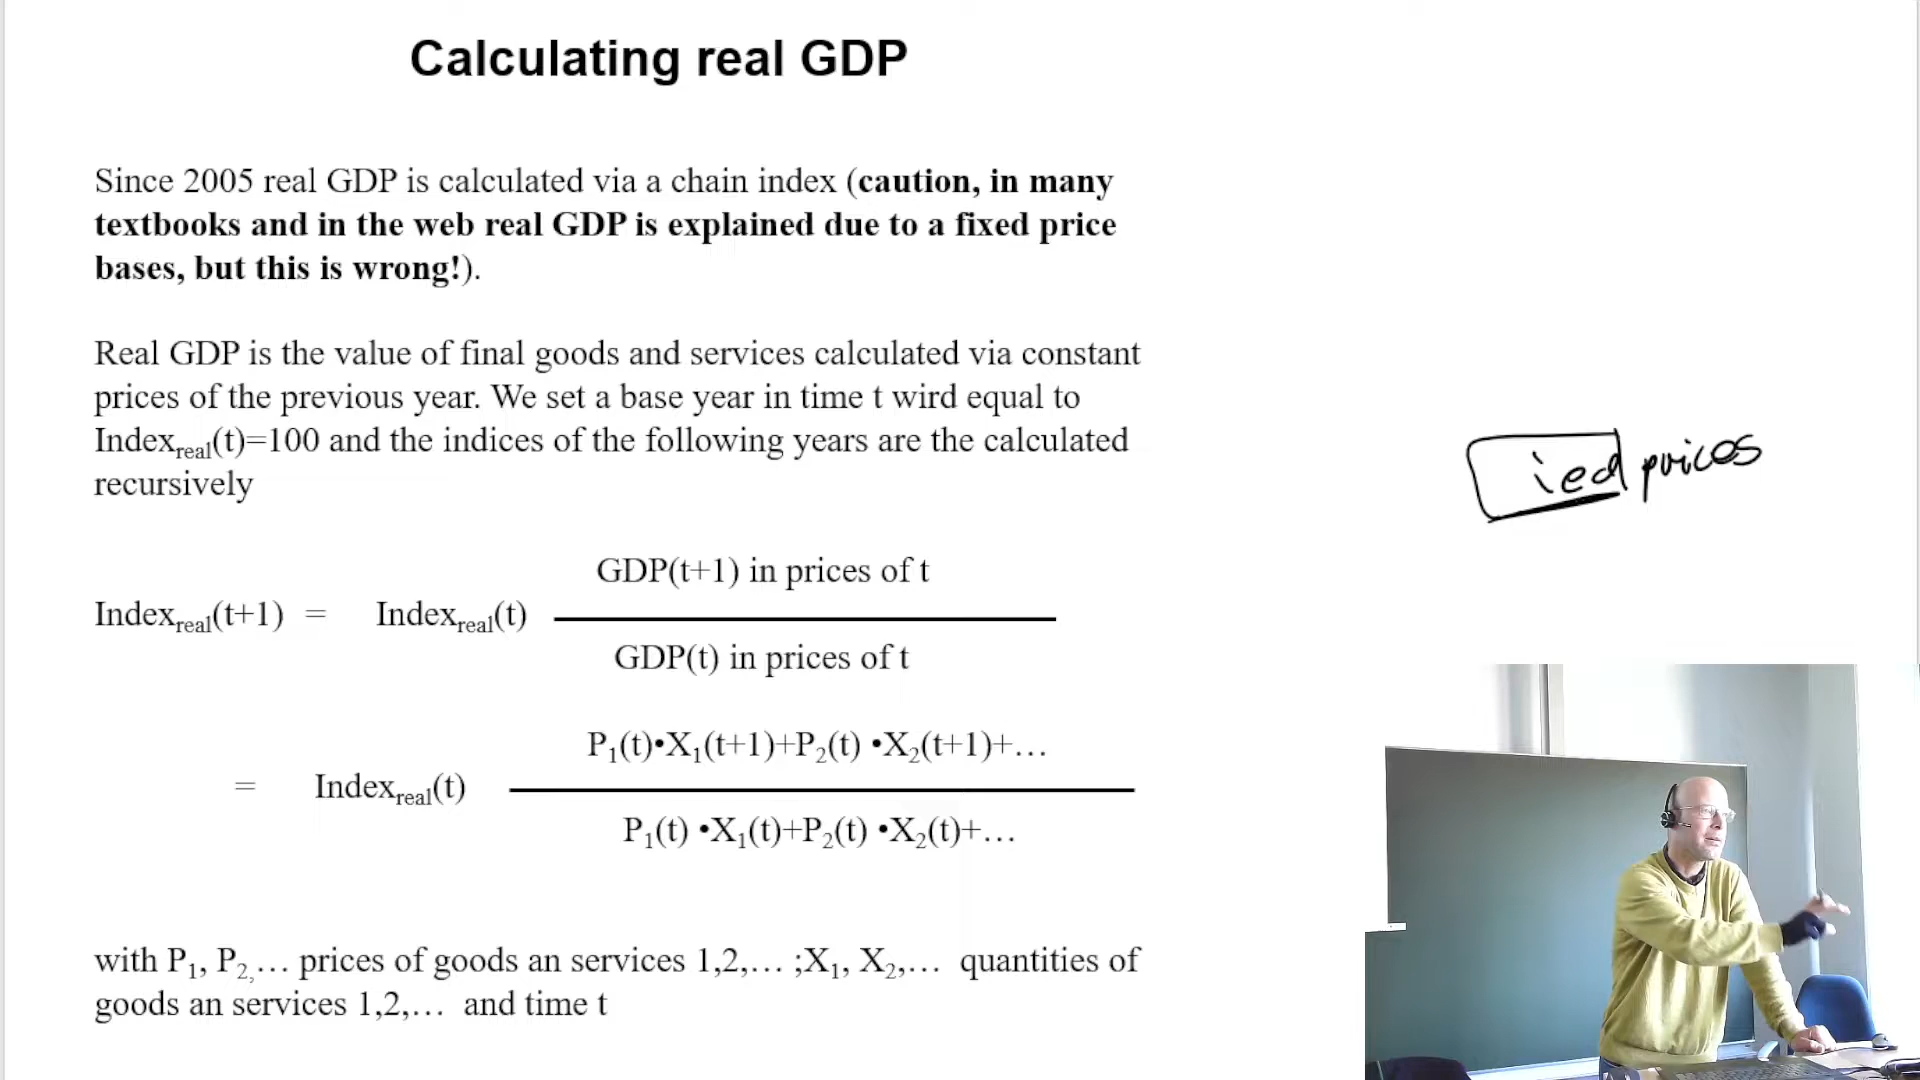 Calculating real GDP
Since 2005 real GDP is calculated via a chain index (caution, in many
textbooks and in the web real GDP is explained due to a fixed price
bases, but this is wrong!).
Real GDP is the value of final goods and services calculated via constant
prices of the previous year. We set a base year in time t wird equal to
Indexreal(t)=100 and the indices of the following years are the calculated
recursively
GDP(t+1) in prices of t
Indexreal(t+1) = Indexreal(t)
GDP(t) in prices of t
P1(t)•X1(t+1)+P2(t) •X2(t+1)+…
= Indexreal(t)
P1(t) •X1(t)+P2(t) •X2(t)+…
with P1, P2,… prices of goods an services 1,2,… ;X1, X2,… quantities of
goods an services 1,2,… and time t
prices